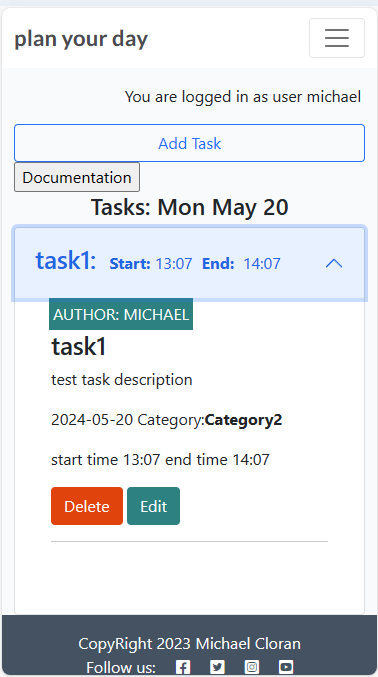 plan your day
You are logged in as user michael
Add Task
Documentation
Tasks: Mon May 20
task1: Start: 13:07 End: 14:07
AUTHOR: MICHAEL
task1
test task description
2024-05-20 Category:Category2
start time 13:07 end time 14:07
Delete Edit
CopyRight 2023 Michael Cloran
Follow us: